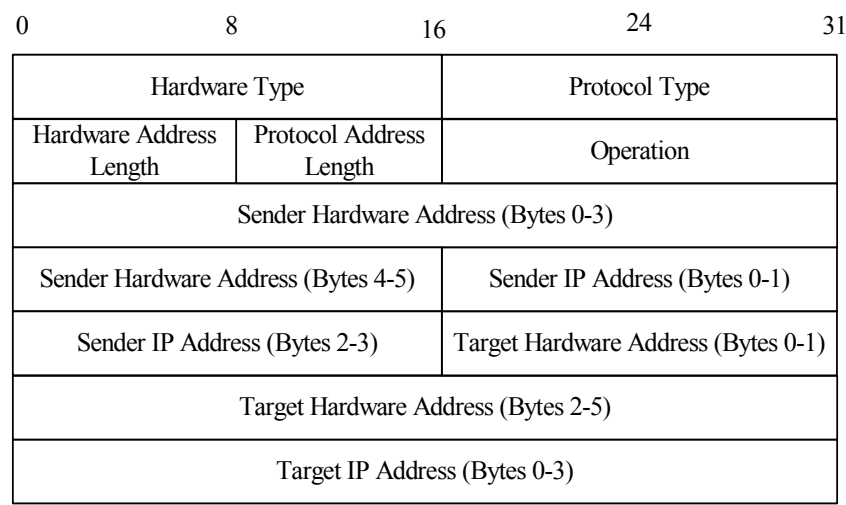 0 8 16 24 31
Hardware Type Protocol Type
Hardware Address Length Protocol Address Length Operation
Sender Hardware Address (Bytes 0-3)
Sender Hardware Address (Bytes 4-5) Sender IP Address (Bytes 0-1)
Sender IP Address (Bytes 2-3) Target Hardware Address (Bytes 0-1)
Target Hardware Address (Bytes 2-5)
Target IP Address (Bytes 0-3)